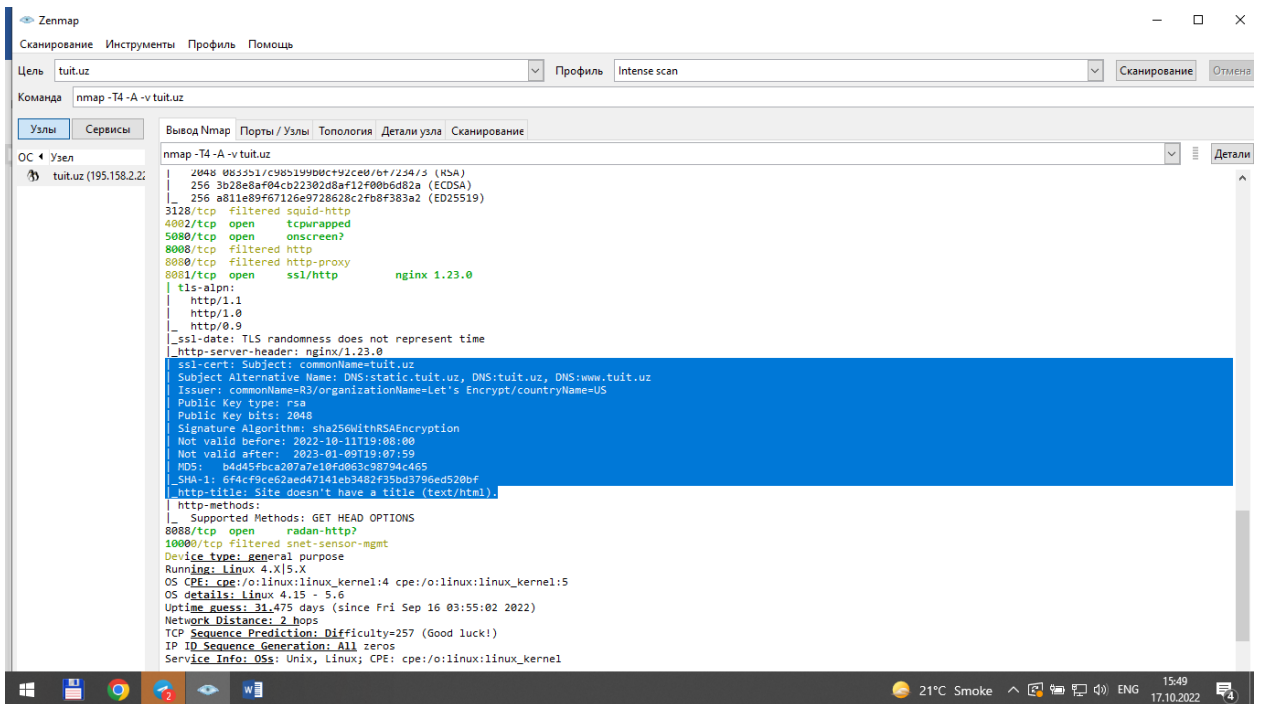 Zenmap
Сканирование Инструменты Профиль Помощь
Цель tuit.uz Профиль Intense scan Сканирование Отмена
Команда nmap -T4 -A -v tuit.uz
Узлы Сервисы Вывод Nmap Порты / Узлы Топология Детали узла Сканирование
ОС Узел nmap -T4 -A -v tuit.uz Детали
tuit.uz (195.158.2.22
| 2048 0833517c985199b0cf92ce076f723473 (RSA)
| 256 3b28e8af04cb22302d8af12f00b6d82a (ECDSA)
|_ 256 a811e89f67126e9728628c2fb8f383a2 (ED25519)
3128/tcp filtered squid-http
4002/tcp open tcpwrapped
5080/tcp open onscreen?
8008/tcp filtered http
8080/tcp filtered http-proxy
8081/tcp open ssl/http nginx 1.23.0
| tls-alpn:
| http/1.1
| http/1.0
|_ http/0.9
|_ssl-date: TLS randomness does not represent time
|_http-server-header: nginx/1.23.0
| ssl-cert: Subject: commonName=tuit.uz
| Subject Alternative Name: DNS:static.tuit.uz, DNS:tuit.uz, DNS:www.tuit.uz
| Issuer: commonName=R3/organizationName=Let's Encrypt/countryName=US
| Public Key type: rsa
| Public Key bits: 2048
| Signature Algorithm: sha256WithRSAEncryption
| Not valid before: 2022-10-11T19:08:00
| Not valid after: 2023-01-09T19:07:59
| MD5: b4d45fbca207a7e10fd063c98794c465
|_SHA-1: 6f4cf9ce62aed47141eb3482f35bd3796ed520bf
|_http-title: Site doesn't have a title (text/html).
| http-methods:
|_ Supported Methods: GET HEAD OPTIONS
8088/tcp open radan-http?
10000/tcp filtered snet-sensor-mgmt
Device type: general purpose
Running: Linux 4.X|5.X
OS CPE: cpe:/o:linux:linux_kernel:4 cpe:/o:linux:linux_kernel:5
OS details: Linux 4.15 - 5.6
Uptime guess: 31.475 days (since Fri Sep 16 03:55:02 2022)
Network Distance: 2 hops
TCP Sequence Prediction: Difficulty=257 (Good luck!)
IP ID Sequence Generation: All zeros
Service Info: OSs: Unix, Linux; CPE: cpe:/o:linux:linux_kernel
2 21°C Smoke ENG 15:49
17.10.2022 4